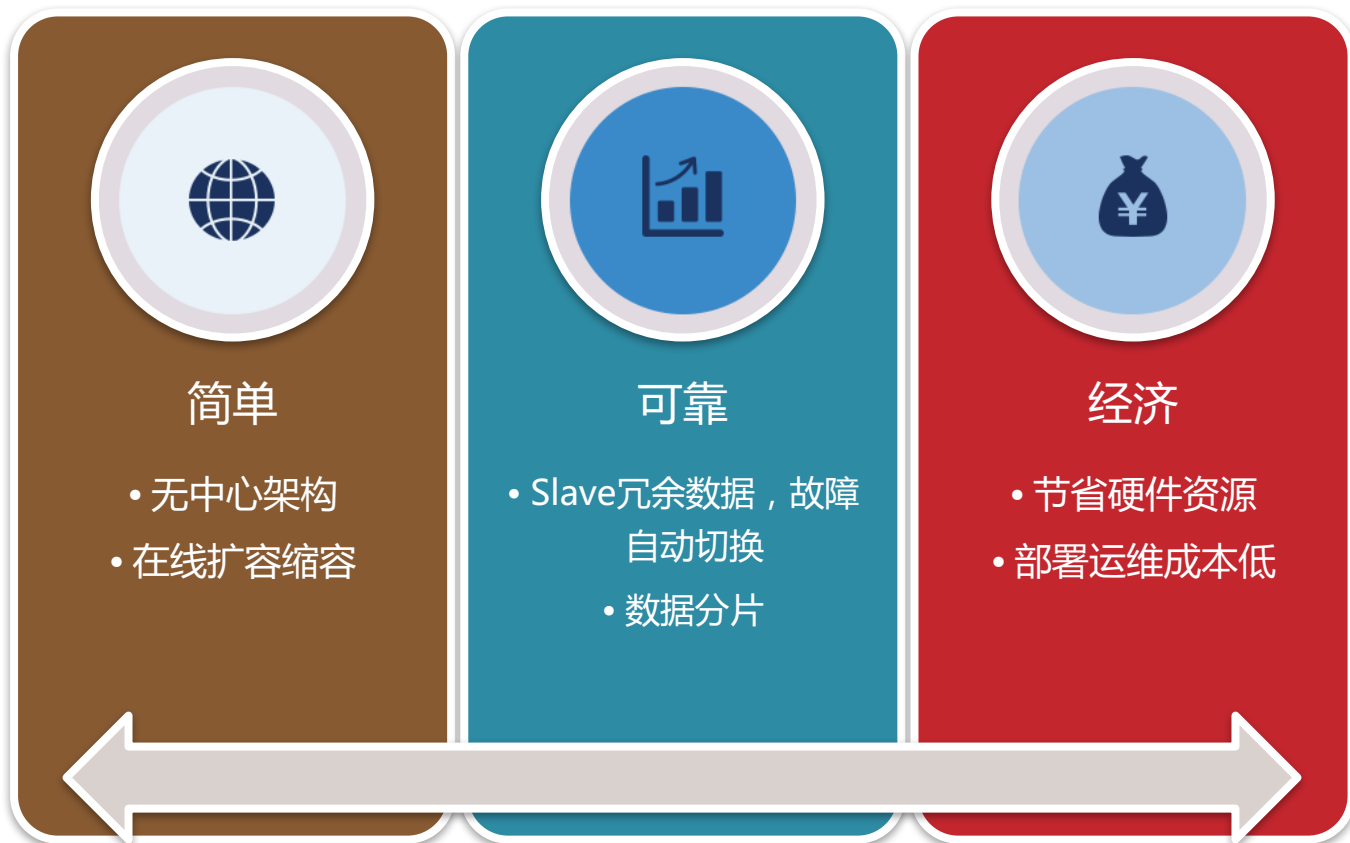 ¥
简单
• 无中心架构
• 在线扩容缩容
可靠
• Slave冗余数据，故障
自动切换
• 数据分片
经济
• 节省硬件资源
• 部署运维成本低